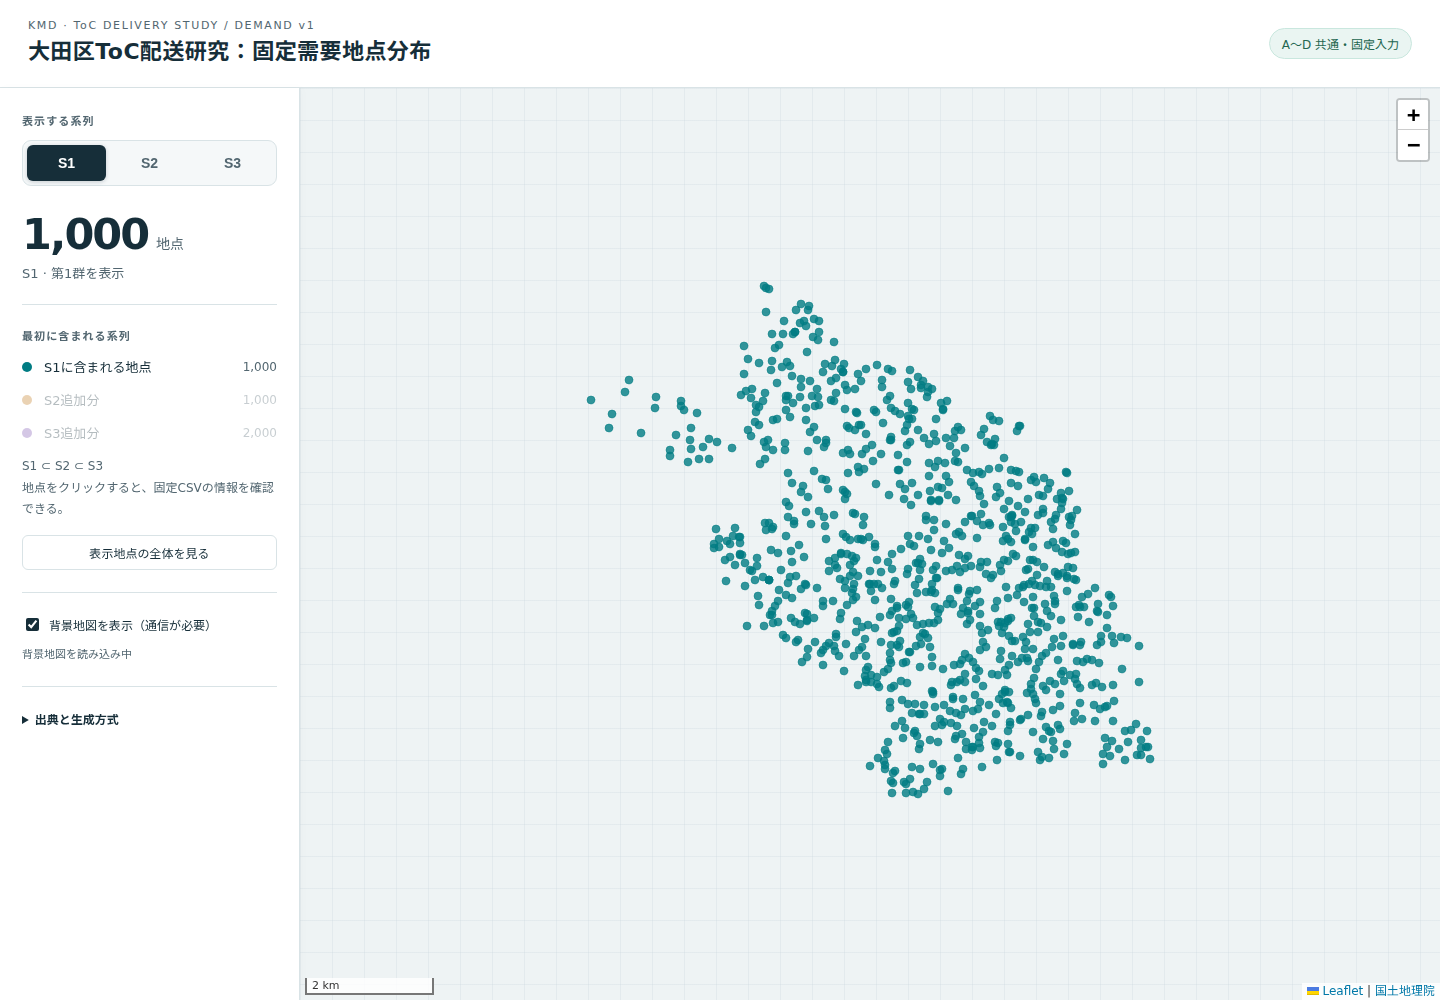 KMD · ToC DELIVERY STUDY / DEMAND v1
大田区ToC配送研究：固定需要地点分布
A〜D 共通・固定入力
表示する系列
S1 S2 S3
1,000 地点
S1 · 第1群を表示
最初に含まれる系列
S1に含まれる地点 1,000
S2追加分 1,000
S3追加分 2,000
S1 ⊂ S2 ⊂ S3
地点をクリックすると、固定CSVの情報を確認
できる。
表示地点の全体を見る
背景地図を表示（通信が必要）
背景地図を読み込み中
出典と生成方式
+
−
2 km
Leaflet | 国土地理院